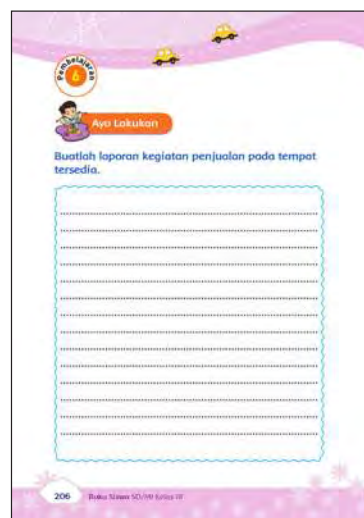 Pembelajaran
6
Ayo Lakukan
Buatlah laporan kegiatan penjualan pada tempat
tersedia.
206 Buku Siswa SD/MI Kelas III